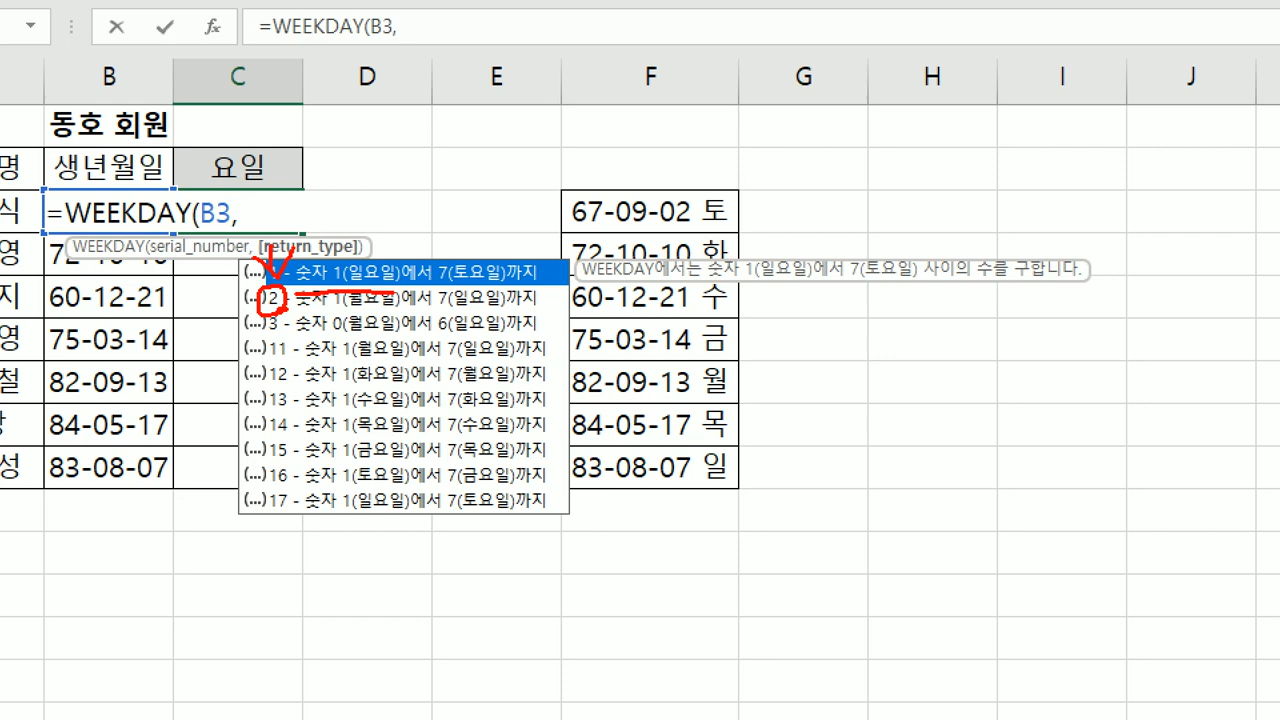 =WEEKDAY(B3,
B C D E F G H I J
동호 회원
명 생년월일 요일
식 =WEEKDAY(B3, 67-09-02 토
WEEKDAY(serial_number, [return_type])
영 72-10-10 화
(...) - 숫자 1(일요일)에서 7(토요일)까지 WEEKDAY에서는 숫자 1(일요일)에서 7(토요일) 사이의 수를 구합니다.
지 60-12-21 60-12-21 수
(...)2 - 숫자 1(월요일)에서 7(일요일)까지
(...)3 - 숫자 0(월요일)에서 6(일요일)까지
영 75-03-14 75-03-14 금
(...)11 - 숫자 1(월요일)에서 7(일요일)까지
(...)12 - 숫자 1(화요일)에서 7(월요일)까지
철 82-09-13 82-09-13 월
(...)13 - 숫자 1(수요일)에서 7(화요일)까지
(...)14 - 숫자 1(목요일)에서 7(수요일)까지
84-05-17 84-05-17 목
(...)15 - 숫자 1(금요일)에서 7(목요일)까지
성 83-08-07 83-08-07 일
(...)16 - 숫자 1(토요일)에서 7(금요일)까지
(...)17 - 숫자 1(일요일)에서 7(토요일)까지